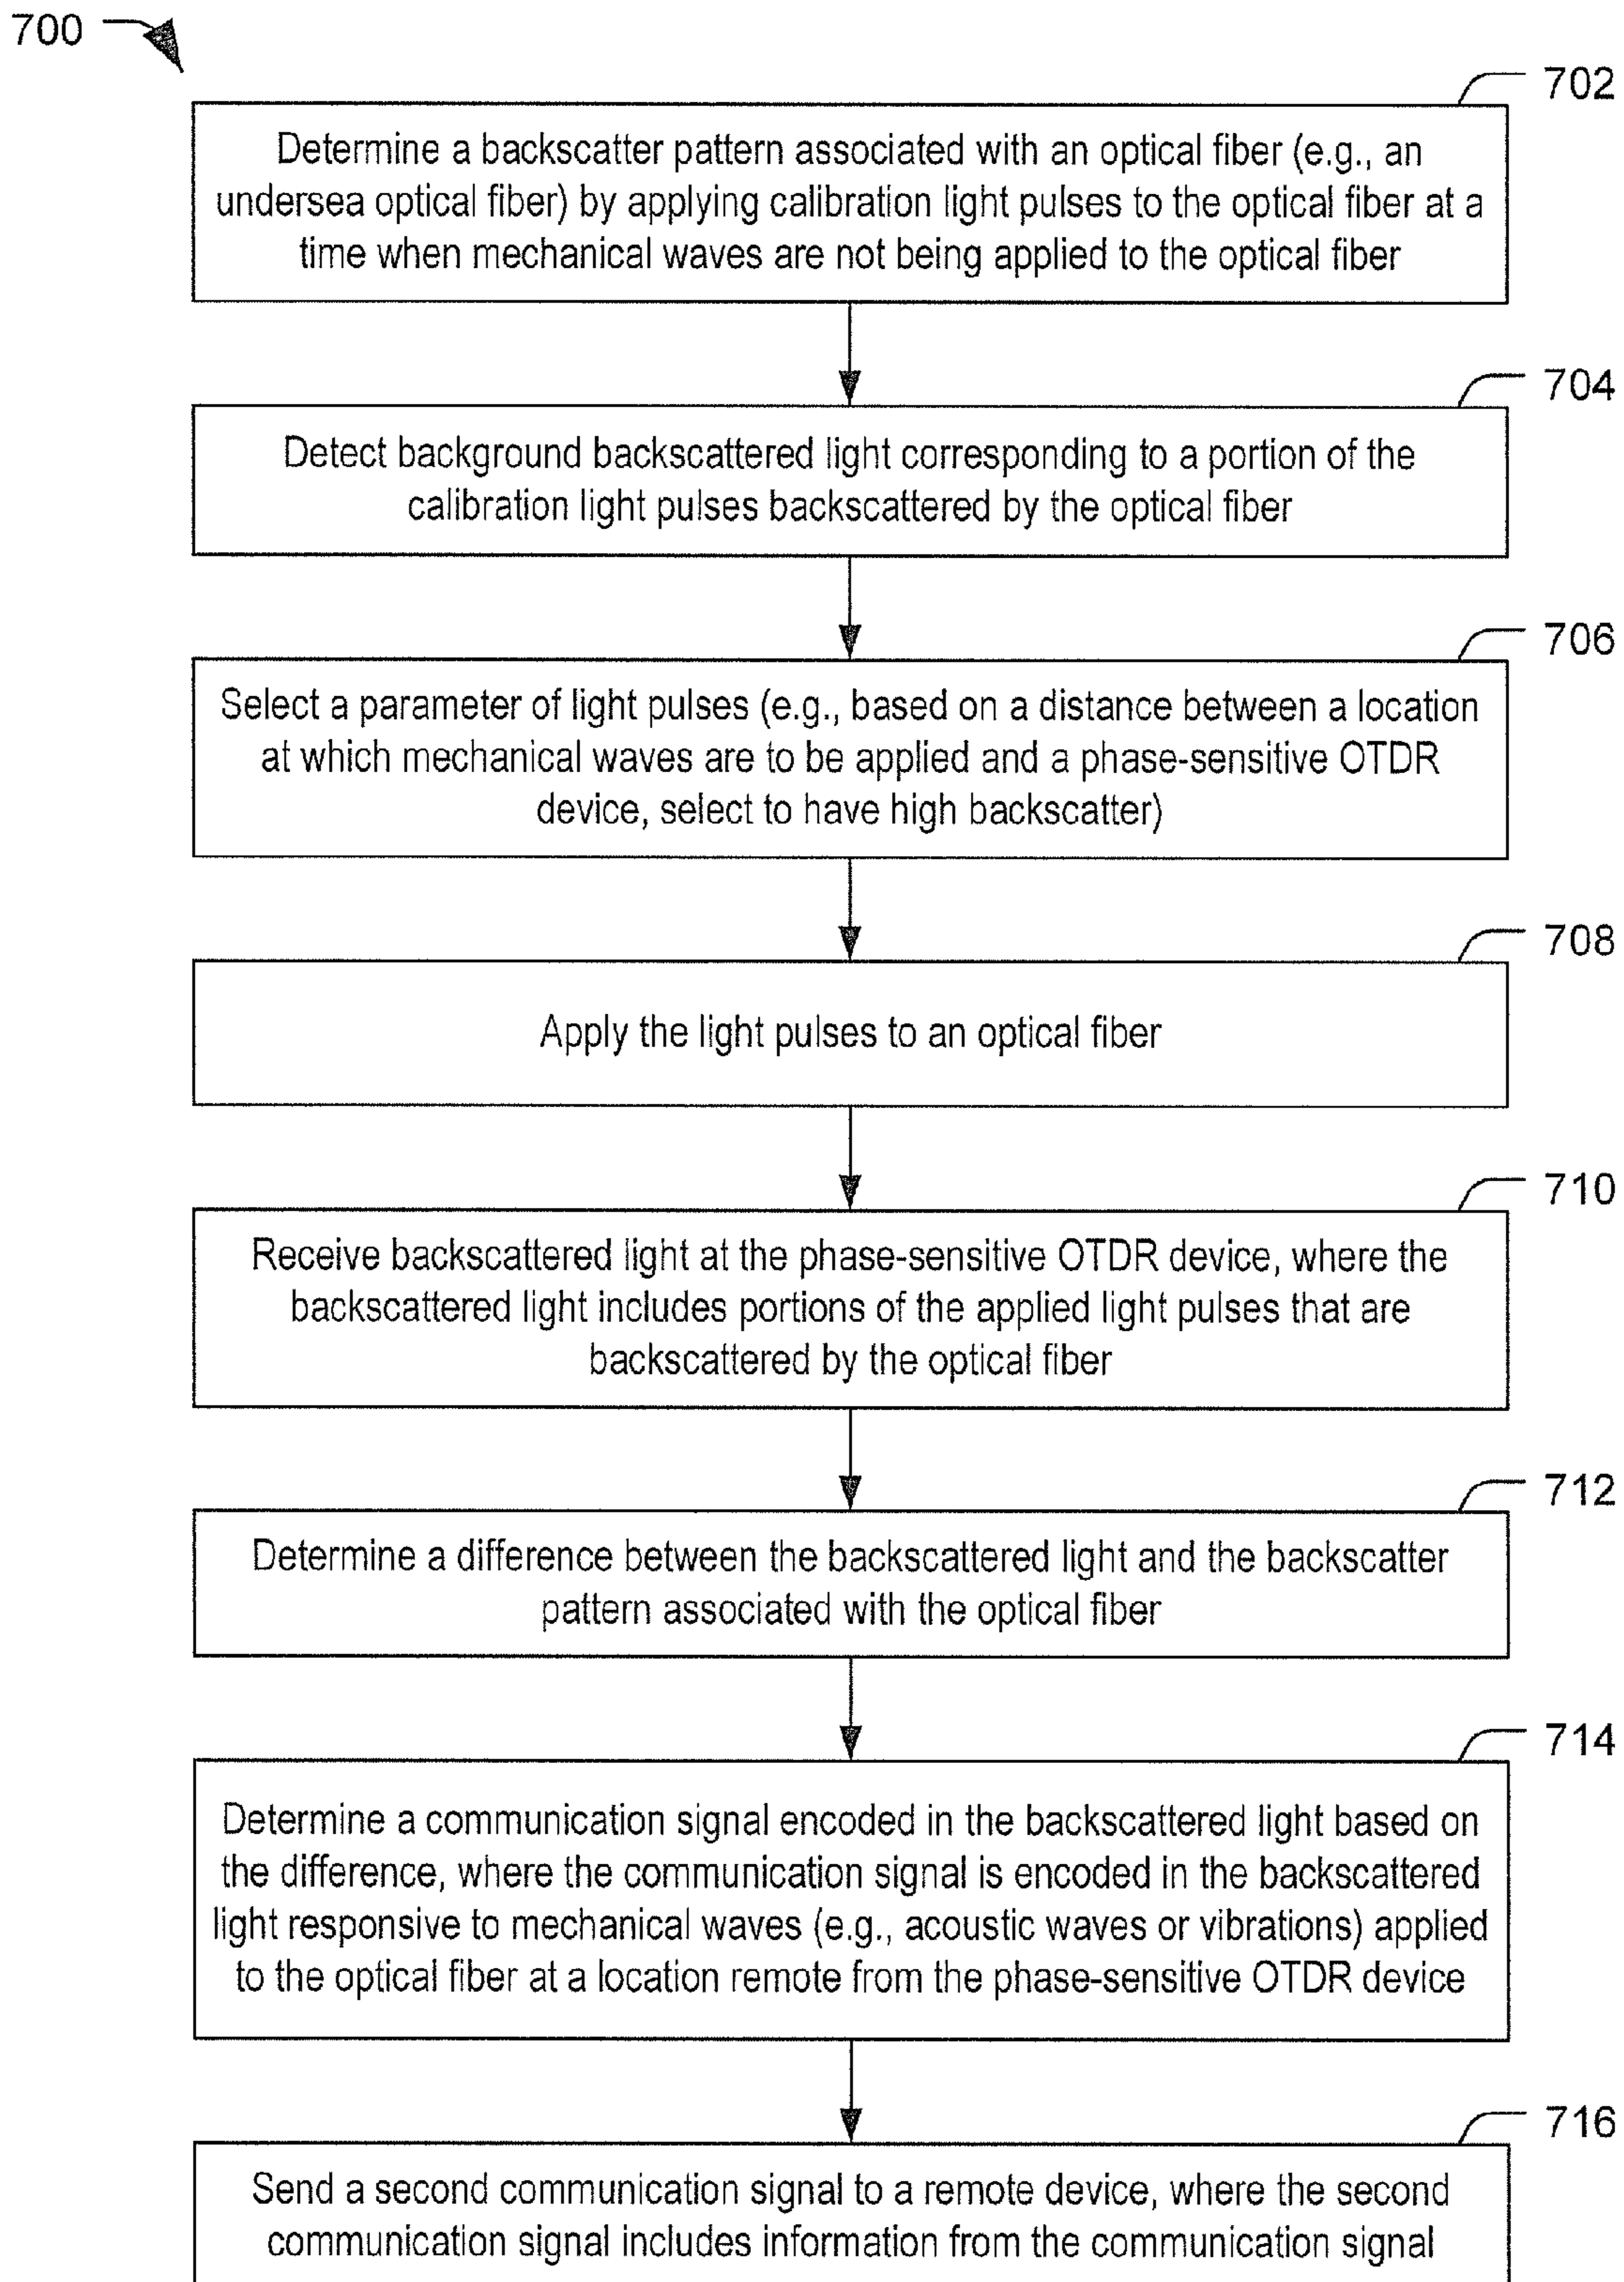 700
702
Determine a backscatter pattern associated with an optical fiber (e.g., an
undersea optical fiber) by applying calibration light pulses to the optical fiber at a
time when mechanical waves are not being applied to the optical fiber
704
Detect background backscattered light corresponding to a portion of the
calibration light pulses backscattered by the optical fiber
706
Select a parameter of light pulses (e.g., based on a distance between a location
at which mechanical waves are to be applied and a phase-sensitive OTDR
device, select to have high backscatter)
708
Apply the light pulses to an optical fiber
710
Receive backscattered light at the phase-sensitive OTDR device, where the
backscattered light includes portions of the applied light pulses that are
backscattered by the optical fiber
712
Determine a difference between the backscattered light and the backscatter
pattern associated with the optical fiber
714
Determine a communication signal encoded in the backscattered light based on
the difference, where the communication signal is encoded in the backscattered
light responsive to mechanical waves (e.g., acoustic waves or vibrations) applied
to the optical fiber at a location remote from the phase-sensitive OTDR device
716
Send a second communication signal to a remote device, where the second
communication signal includes information from the communication signal